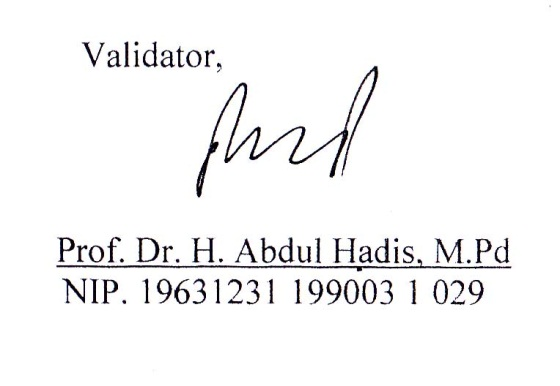 Validator,
Prof. Dr. H. Abdul Hadis, M.Pd
NIP. 19631231 199003 1 029